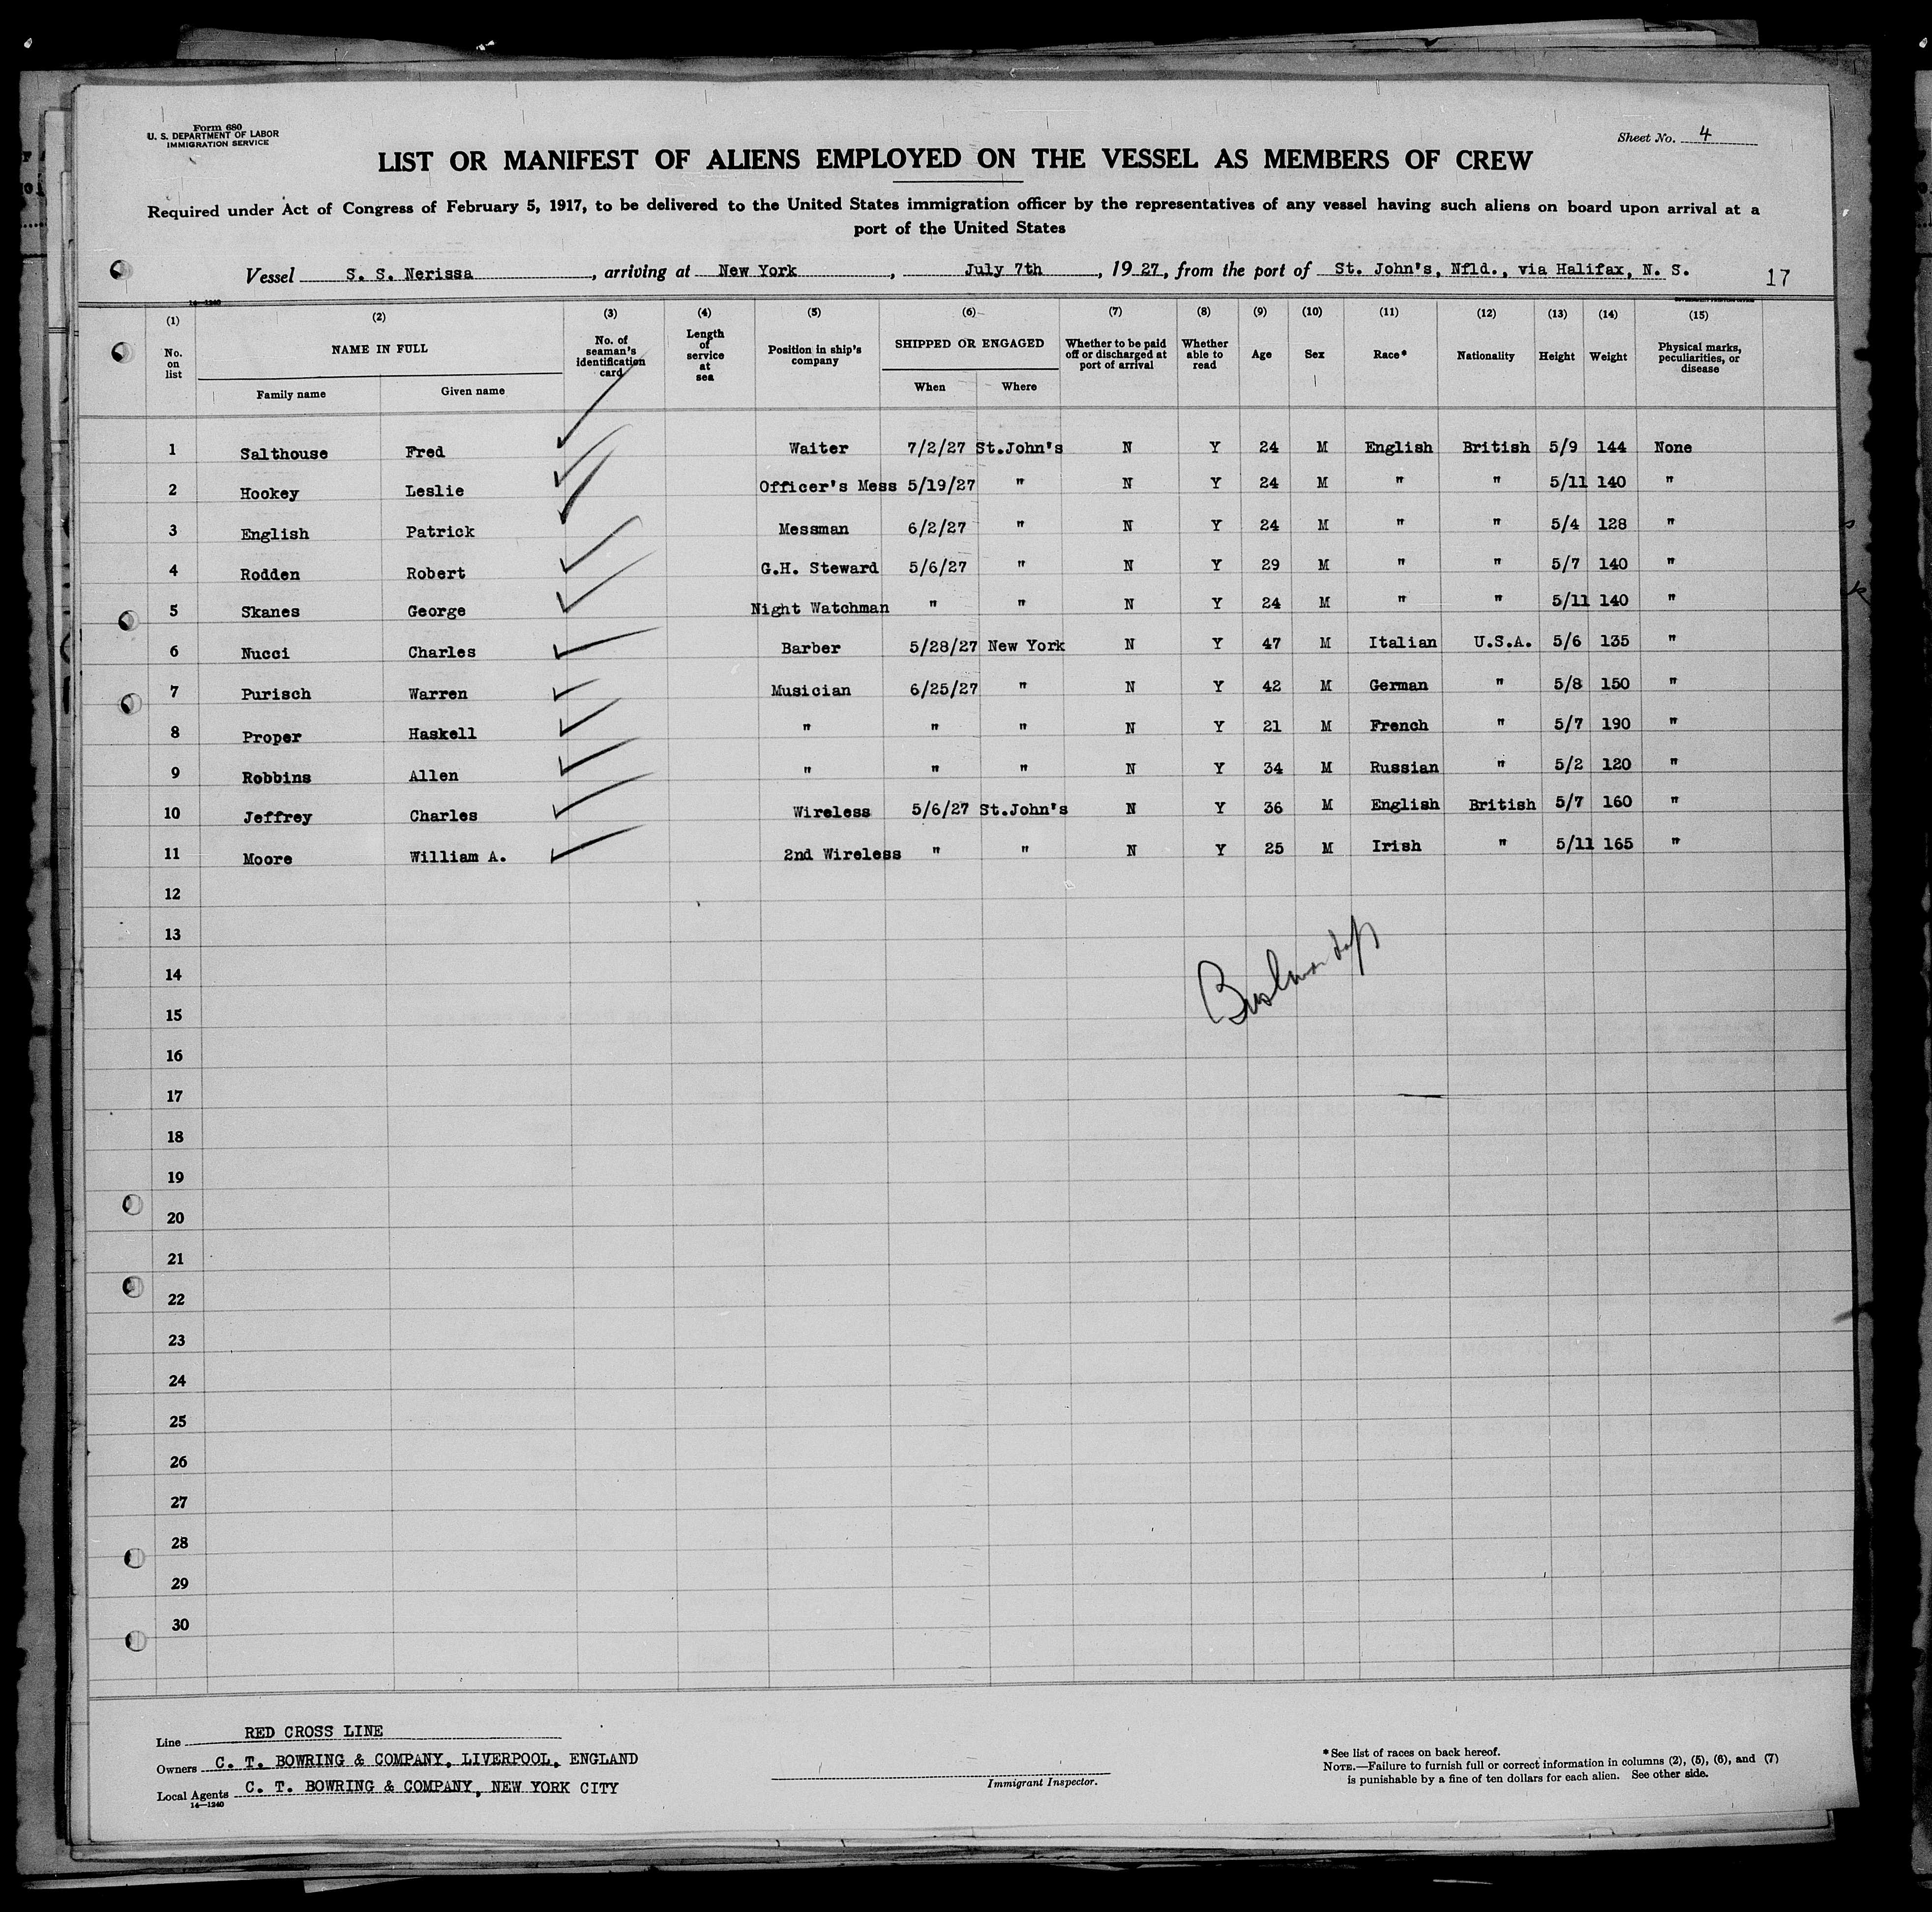 Form 680
U. S. DEPARTMENT OF LABOR
IMMIGRATION SERVICE
Sheet No. 4
LIST OR MANIFEST OF ALIENS EMPLOYED ON THE VESSEL AS MEMBERS OF CREW
Required under Act of Congress of February 5, 1917, to be delivered to the United States immigration officer by the representatives of any vessel having such aliens on board upon arrival at a
port of the United States
Vessel S. S. Nerissa, arriving at New York, July 7th, 1927, from the port of St. John's, Nfld., via Halifax, N. S.
17
14—1240
(1) No. on list
(2) NAME IN FULL
Family name Given name
(3) No. of seaman's identification card
(4) Length of service at sea
(5) Position in ship's company
(6) SHIPPED OR ENGAGED
When Where
(7) Whether to be paid off or discharged at port of arrival
(8) Whether able to read
(9) Age
(10) Sex
(11) Race*
(12) Nationality
(13) Height
(14) Weight
(15) Physical marks, peculiarities, or disease
1 Salthouse Fred Waiter 7/2/27 St.John's N Y 24 M English British 5/9 144 None
2 Hookey Leslie Officer's Mess 5/19/27 " N Y 24 M " " 5/11 140 "
3 English Patrick Messman 6/2/27 " N Y 24 M " " 5/4 128 "
4 Rodden Robert G.H. Steward 5/6/27 " N Y 29 M " " 5/7 140 "
5 Skanes George Night Watchman " " N Y 24 M " " 5/11 140 "
6 Nucci Charles Barber 5/28/27 New York N Y 47 M Italian U.S.A. 5/6 135 "
7 Purisch Warren Musician 6/25/27 " N Y 42 M German " 5/8 150 "
8 Proper Haskell " " " N Y 21 M French " 5/7 190 "
9 Robbins Allen " " " N Y 34 M Russian " 5/2 120 "
10 Jeffrey Charles Wireless 5/6/27 St.John's N Y 36 M English British 5/7 160 "
11 Moore William A. 2nd Wireless " " N Y 25 M Irish " 5/11 165 "
12
13
14
15
16
17
18
19
20
21
22
23
24
25
26
27
28
29
30
Line RED CROSS LINE
Owners C. T. BOWRING & COMPANY, LIVERPOOL, ENGLAND
Local Agents C. T. BOWRING & COMPANY, NEW YORK CITY
14—1240
Immigrant Inspector.
*See list of races on back hereof.
NOTE.—Failure to furnish full or correct information in columns (2), (5), (6), and (7)
is punishable by a fine of ten dollars for each alien. See other side.